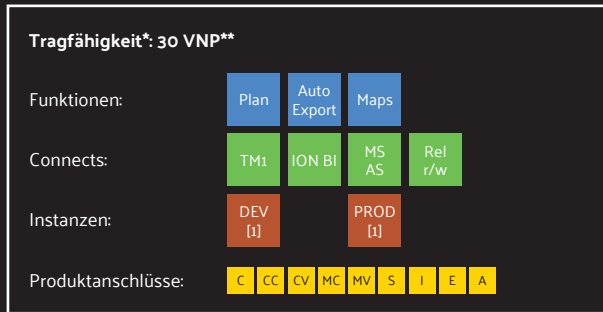 Tragfähigkeit*: 30 VNP**
Funktionen: Plan Auto Export Maps
Connects: TM1 ION BI MS AS Rel r/w
Instanzen: DEV [1] PROD [1]
Produktanschlüsse: C CC CV MC MV S I E A